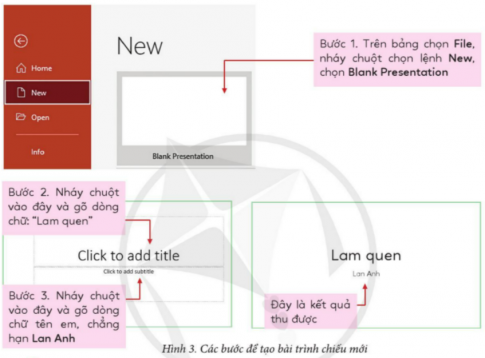 New
Home
New
Open
Info
Blank Presentation
Bước 1. Trên bảng chọn File,
nháy chuột chọn lệnh New,
chọn Blank Presentation
Bước 2. Nháy chuột
vào đây và gõ dòng
chữ: "Lam quen"
Click to add title
Click to add subtitle
Bước 3. Nháy chuột
vào đây và gõ dòng
chữ tên em, chẳng
hạn Lan Anh
Lam quen
Lan Anh
Đây là kết quả
thu được
Hình 3. Các bước để tạo bài trình chiếu mới